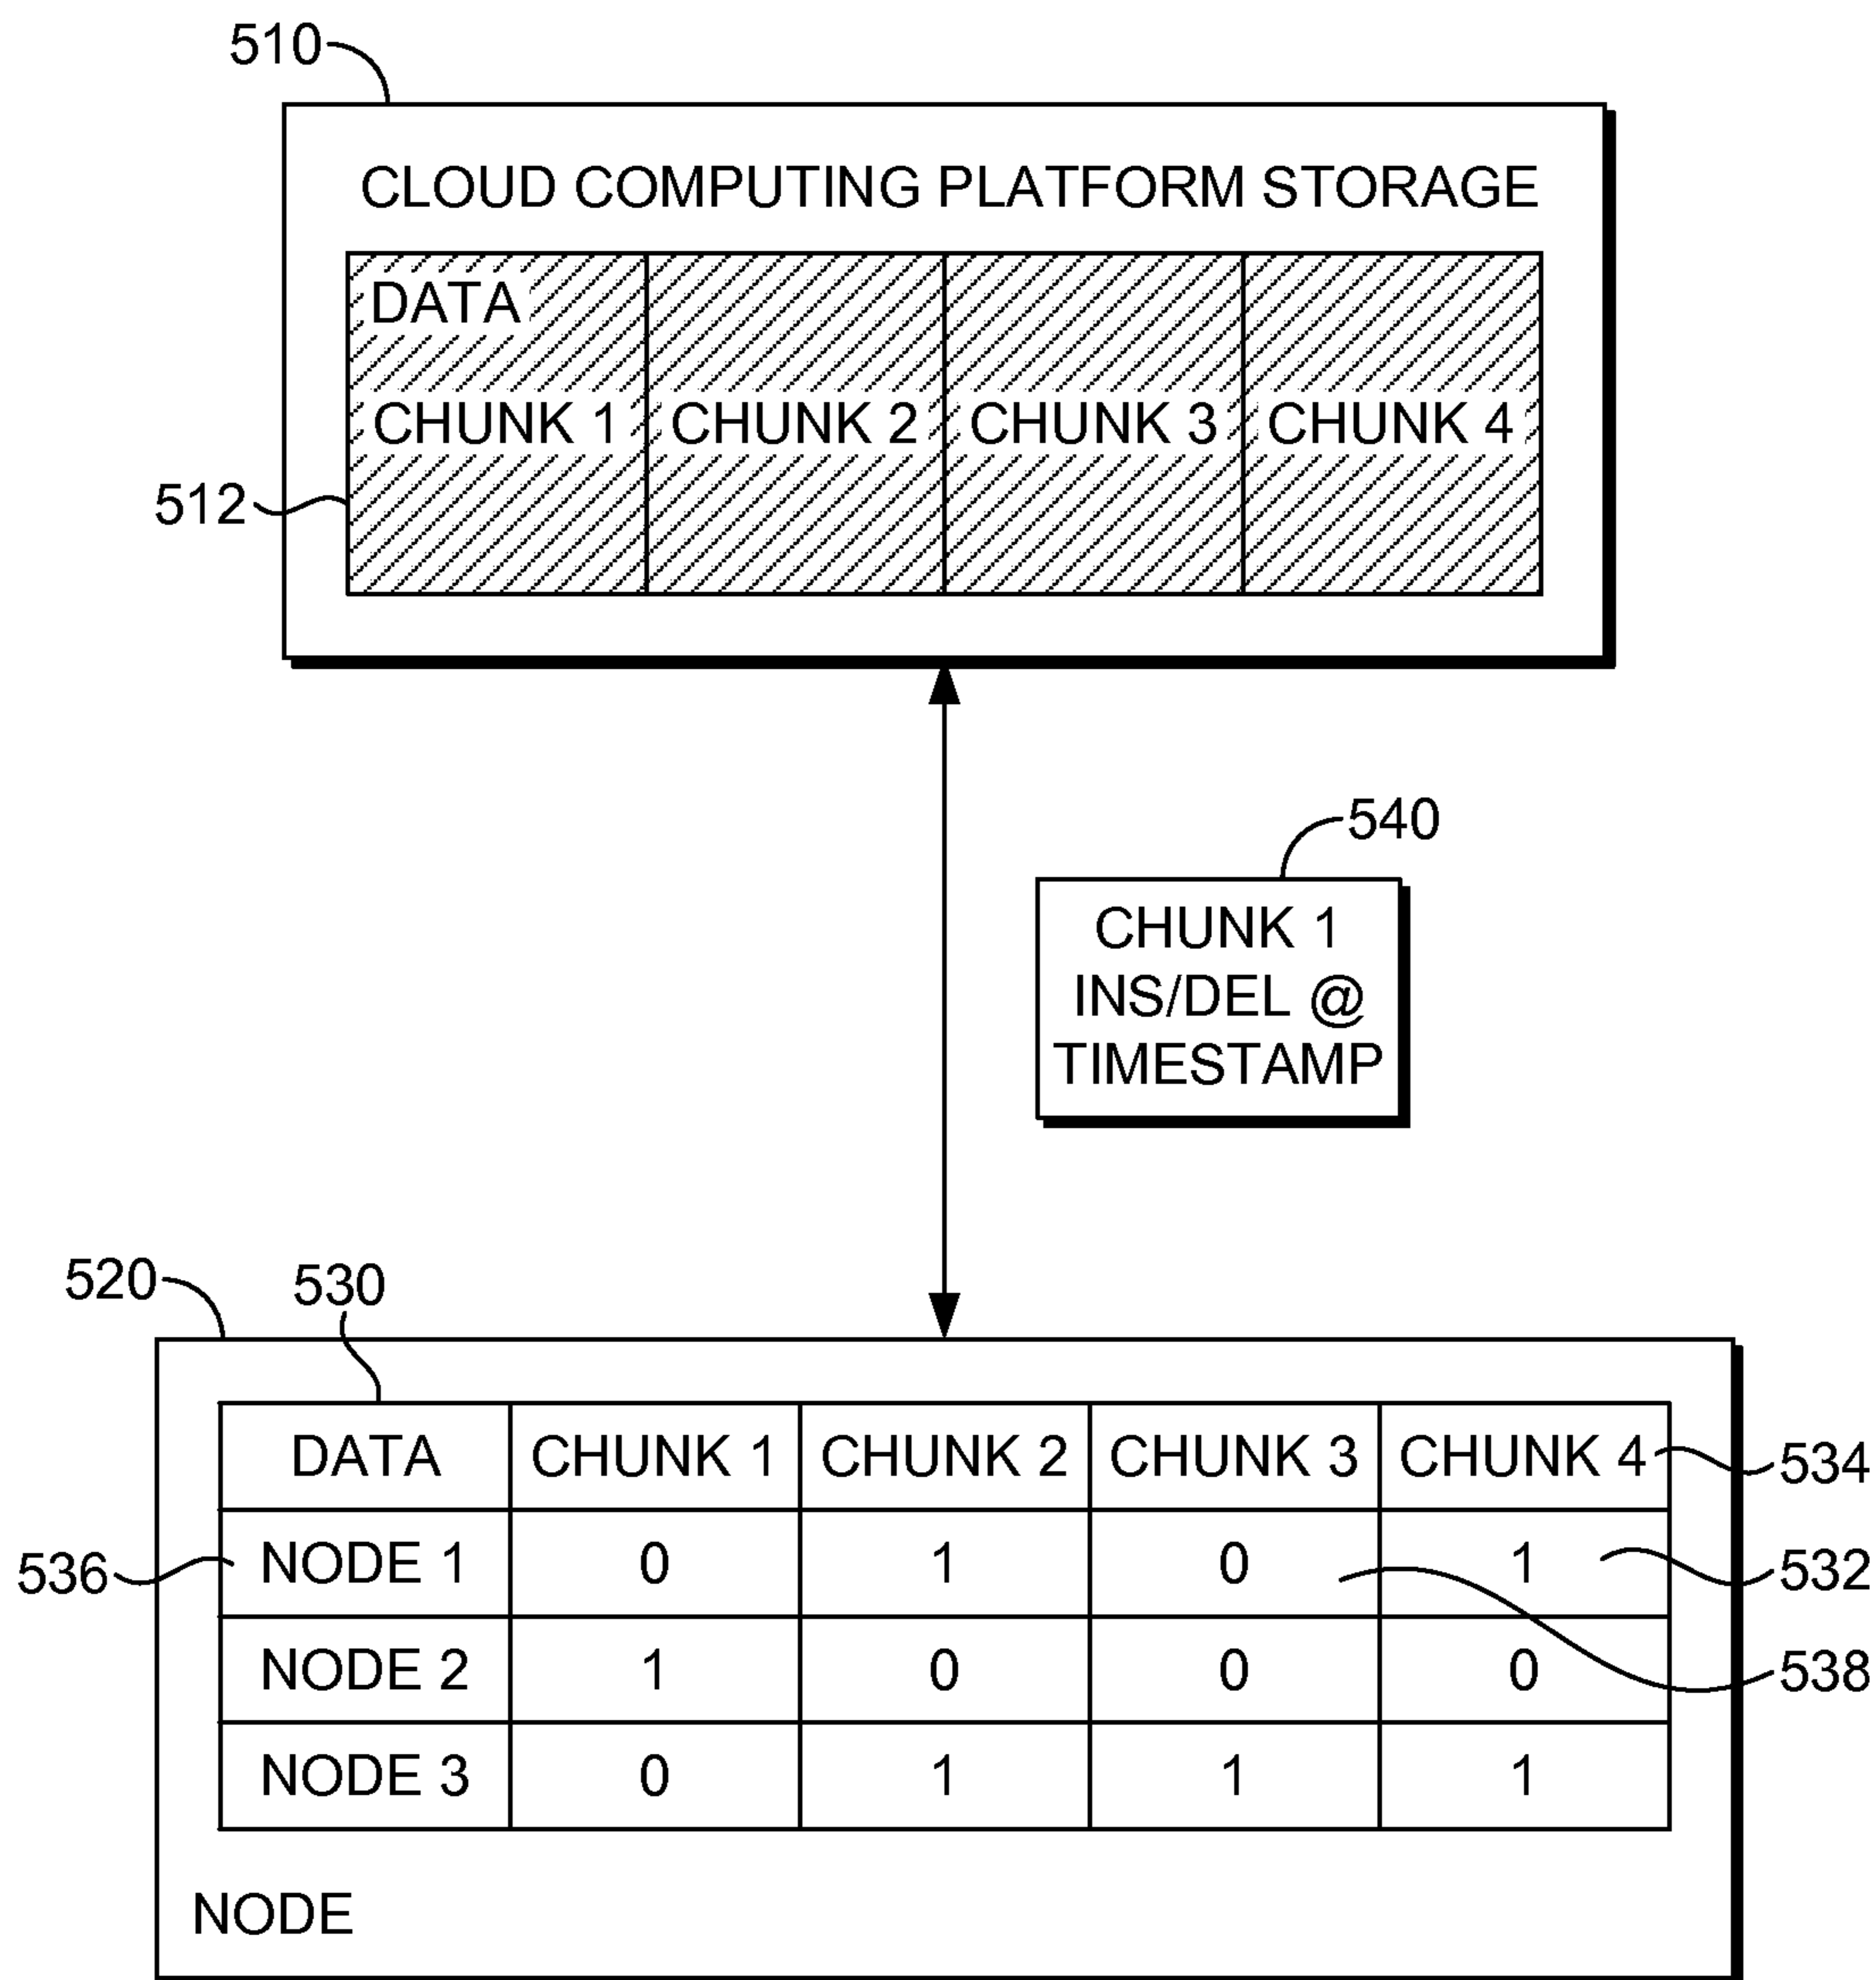 510
CLOUD COMPUTING PLATFORM STORAGE
DATA
CHUNK 1 CHUNK 2 CHUNK 3 CHUNK 4
512
540
CHUNK 1
INS/DEL @
TIMESTAMP
520
530
DATA CHUNK 1 CHUNK 2 CHUNK 3 CHUNK 4 534
536 NODE 1 0 1 0 1 532
NODE 2 1 0 0 0 538
NODE 3 0 1 1 1
NODE